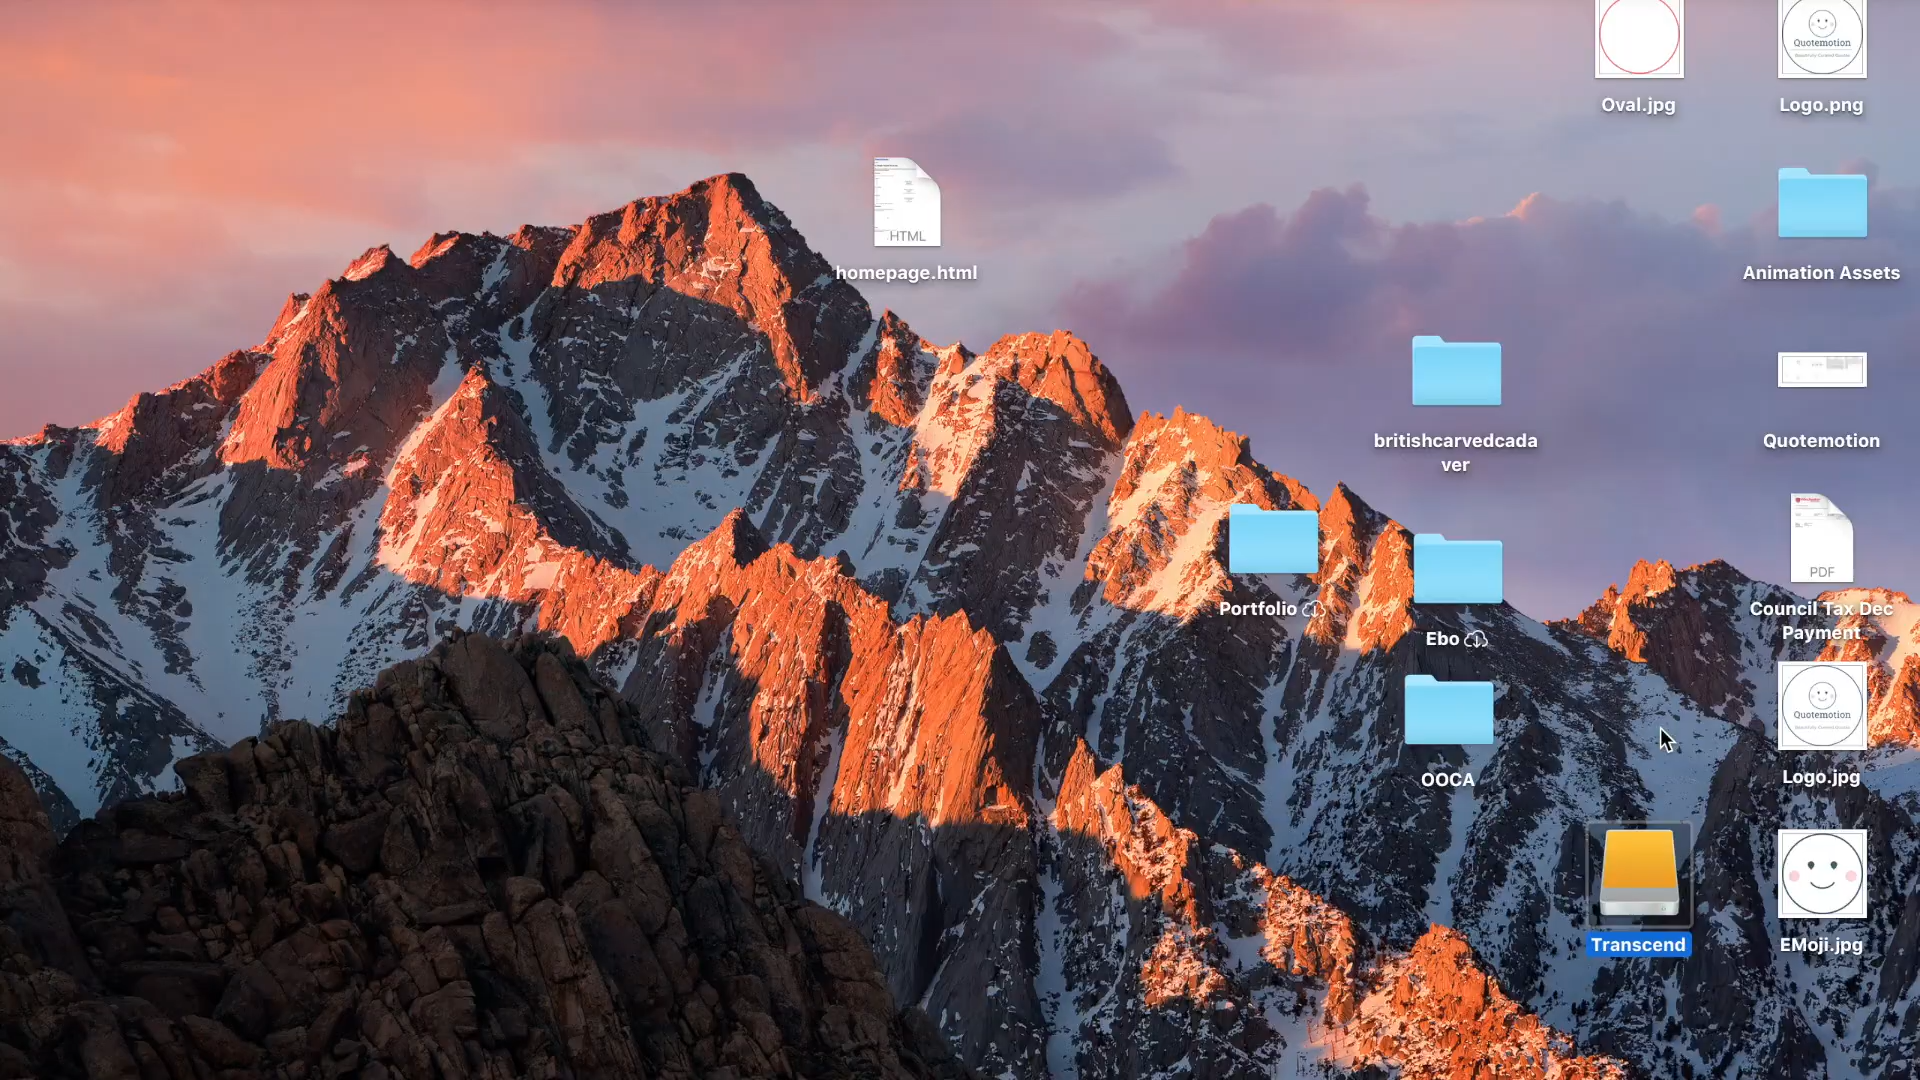 Quotemotion
Oval.jpg
Logo.png
HTML
homepage.html
Animation Assets
britishcarvedcada
ver
Quotemotion
PDF
Portfolio
Council Tax Dec
Payment
Ebo
Quotemotion
OOCA
Logo.jpg
Transcend
EMoji.jpg